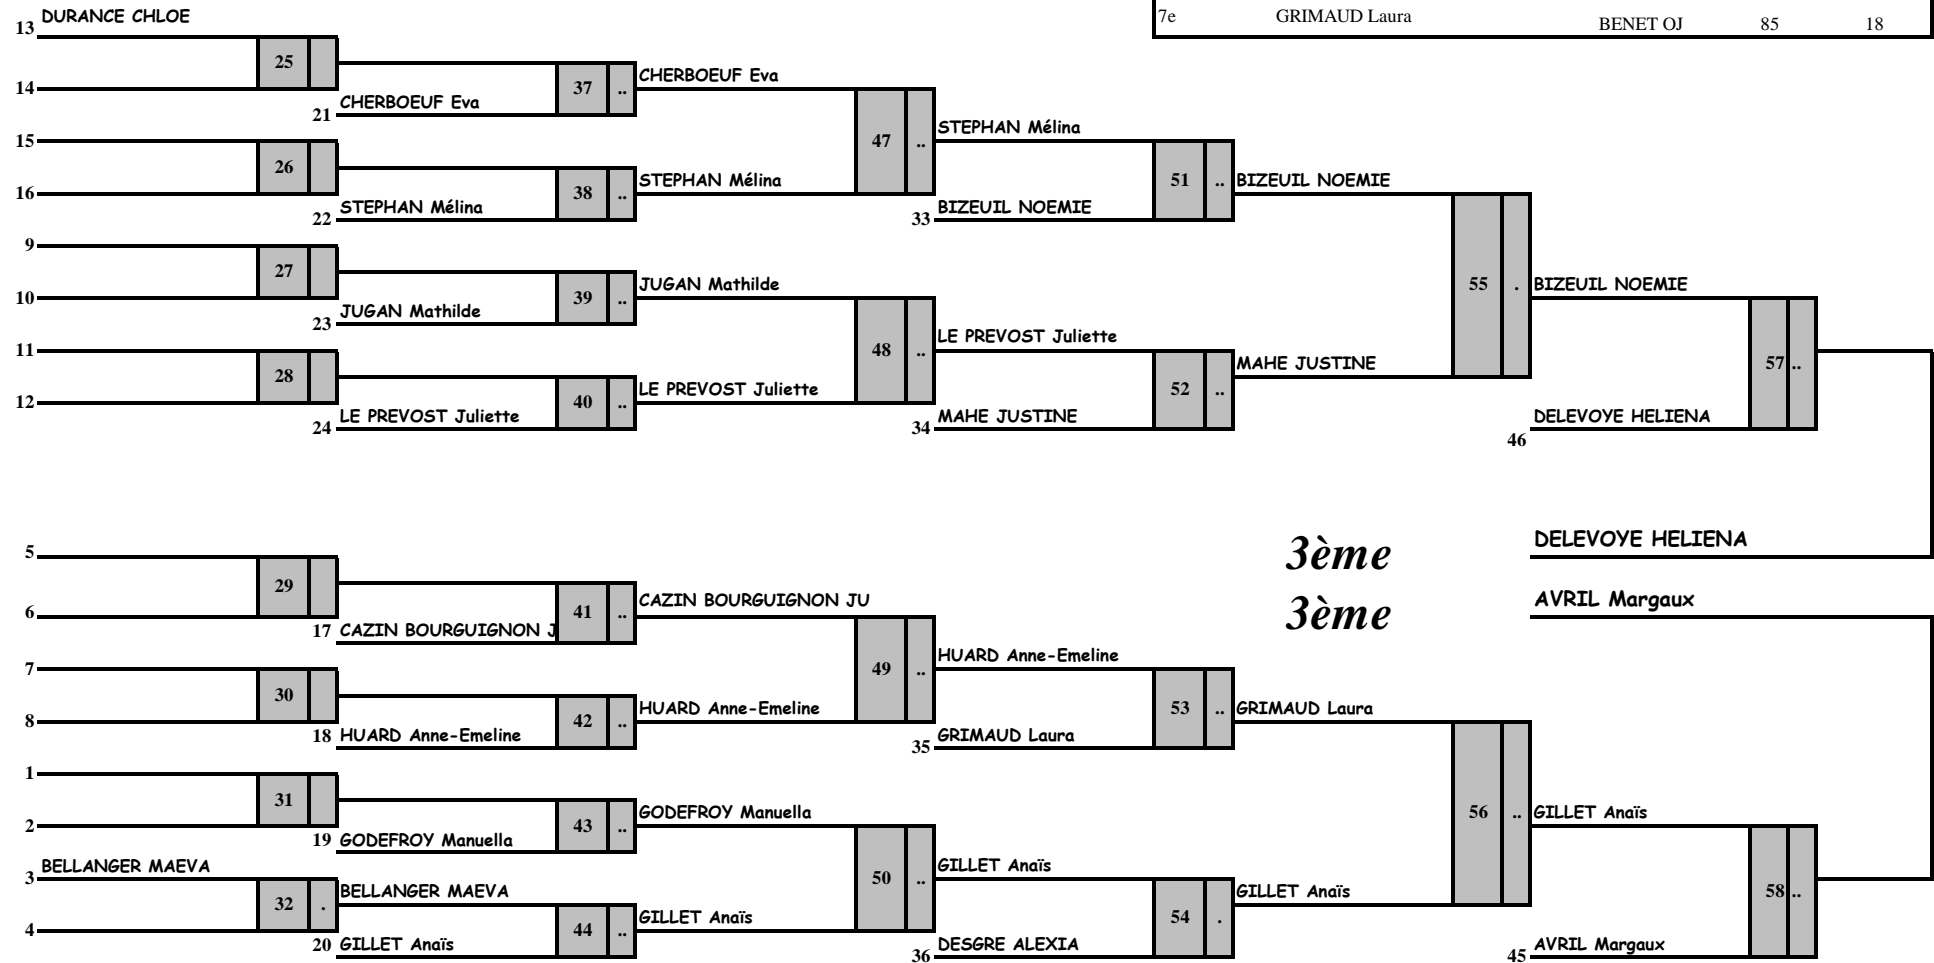 13 DURANCE CHLOE
7e GRIMAUD Laura BENET OJ 85 18
25
14
37 .. CHERBOEUF Eva
21 CHERBOEUF Eva
15
47 .. STEPHAN Mélina
26
16
38 .. STEPHAN Mélina
51 .. BIZEUIL NOEMIE
22 STEPHAN Mélina
33 BIZEUIL NOEMIE
9
27
10
39 .. JUGAN Mathilde
55 . BIZEUIL NOEMIE
23 JUGAN Mathilde
11
48 .. LE PREVOST Juliette
MAHE JUSTINE
57 ..
28
12
40 .. LE PREVOST Juliette
52 ..
24 LE PREVOST Juliette
34 MAHE JUSTINE
46 DELEVOYE HELIENA
3ème DELEVOYE HELIENA
5
29
6
41 .. CAZIN BOURGUIGNON JU
3ème AVRIL Margaux
17 CAZIN BOURGUIGNON J
7
49 .. HUARD Anne-Emeline
30
8
42 .. HUARD Anne-Emeline
53 .. GRIMAUD Laura
18 HUARD Anne-Emeline
35 GRIMAUD Laura
1
31
2
43 .. GODEFROY Manuella
56 .. GILLET Anaïs
19 GODEFROY Manuella
3 BELLANGER MAEVA
50 .. GILLET Anaïs
58 ..
32 . BELLANGER MAEVA
GILLET Anaïs
4
44 .. GILLET Anaïs
54 .
20 GILLET Anaïs
36 DESGRE ALEXIA
45 AVRIL Margaux